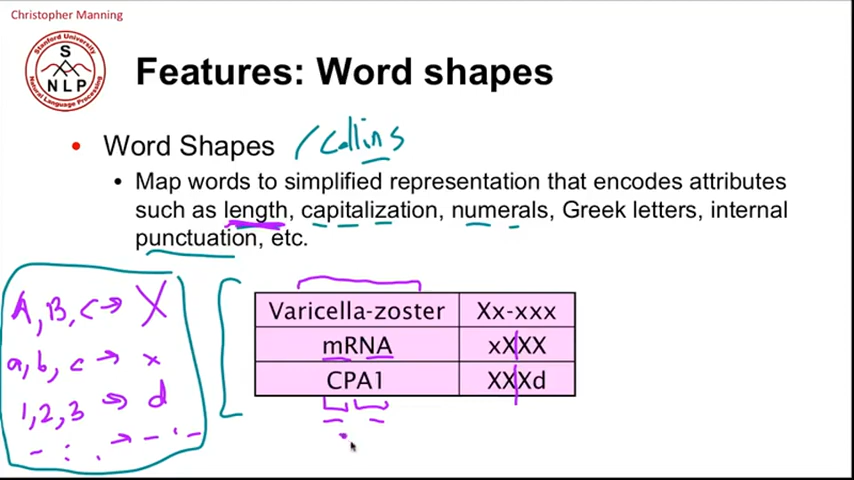 Christopher Manning
Stanford University
S
NLP
Natural Language Processing
Features: Word shapes
• Word Shapes / Collins
• Map words to simplified representation that encodes attributes
such as length, capitalization, numerals, Greek letters, internal
punctuation, etc.
A, B, C → X
a, b, c → x
1, 2, 3 → d
- : . → - . -
Varicella-zoster Xx-xxx
mRNA xXXX
CPA1 XXXd